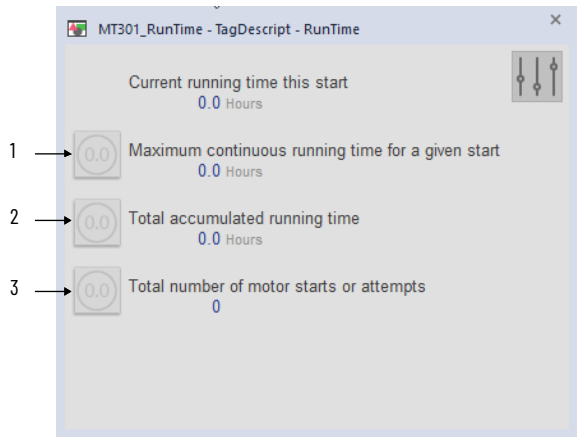 MT301_RunTime - TagDescript - RunTime
Current running time this start
0.0 Hours
1
0.0
Maximum continuous running time for a given start
0.0 Hours
2
0.0
Total accumulated running time
0.0 Hours
3
0.0
Total number of motor starts or attempts
0